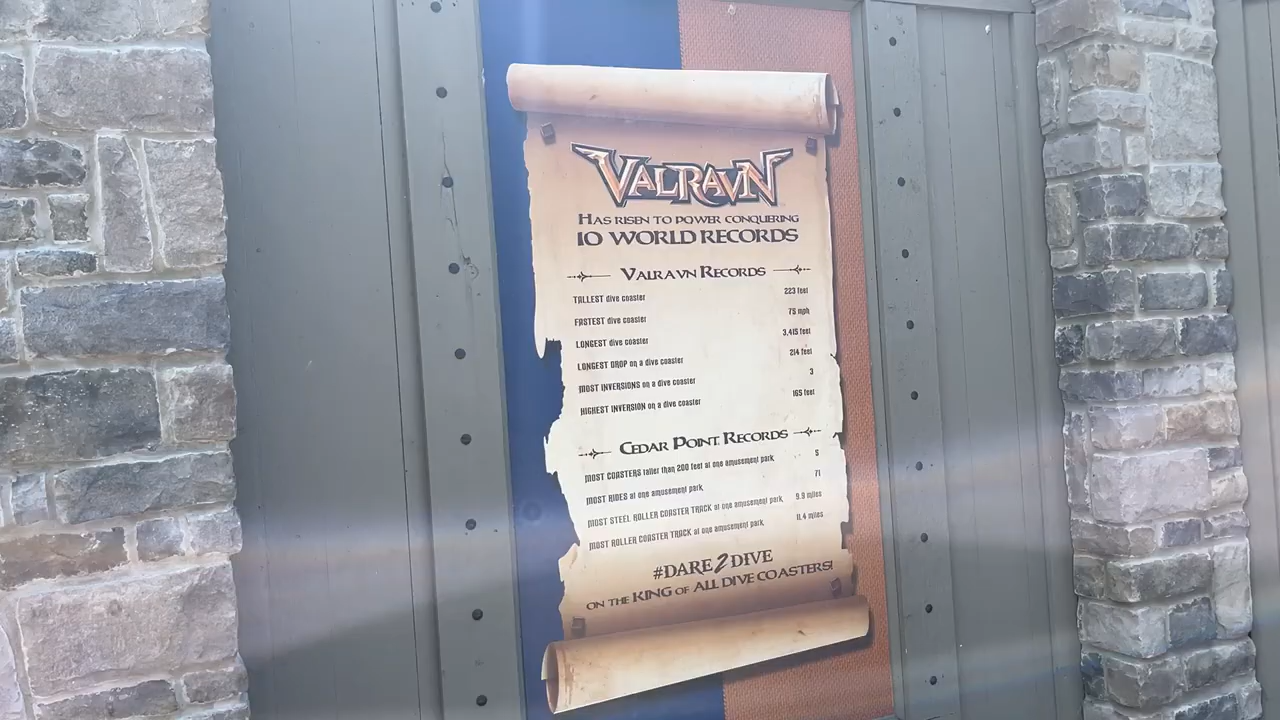 VALRAVN
HAS RISEN TO POWER CONQUERING
10 WORLD RECORDS
VALRAVN RECORDS
TALLEST dive coaster 223 feet
FASTEST dive coaster 75 mph
LONGEST dive coaster 3,415 feet
LONGEST DROP on a dive coaster 214 feet
MOST INVERSIONS on a dive coaster 3
HIGHEST INVERSION on a dive coaster 165 feet
CEDAR POINT RECORDS
MOST COASTERS taller than 200 feet at one amusement park 5
MOST RIDES at one amusement park 71
MOST STEEL ROLLER COASTER TRACK at one amusement park 9.9 miles
MOST ROLLER COASTER TRACK at one amusement park 11.4 miles
#DARE2DIVE
ON THE KING OF ALL DIVE COASTERS!